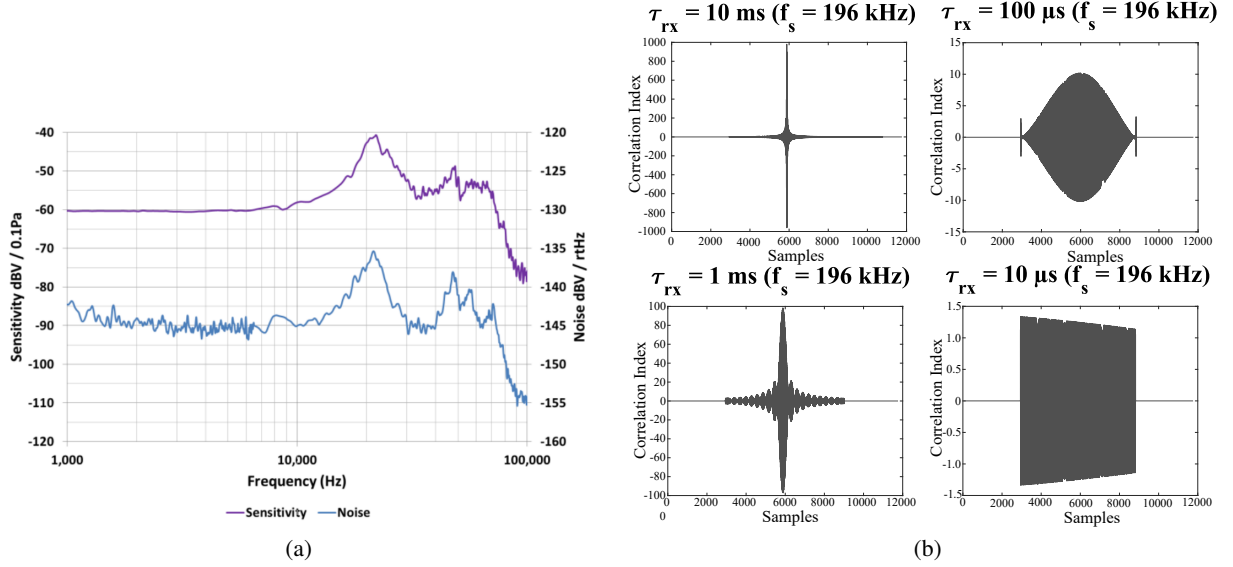 -40
-50
-60
-70
-80
-90
-100
-110
-120
Sensitivity dBV / 0.1Pa
-120
-125
-130
-135
-140
-145
-150
-155
-160
Noise dBV / rtHz
1,000 10,000 100,000
Frequency (Hz)
Sensitivity Noise
(a)
τrx = 10 ms (fs = 196 kHz)
Correlation Index
1000
800
600
400
200
0
-200
-400
-600
-800
-1000
0 2000 4000 6000 8000 10000 12000
Samples
τrx = 100 µs (fs = 196 kHz)
Correlation Index
15
10
5
0
-5
-10
-15
0 2000 4000 6000 8000 10000 12000
Samples
τrx = 1 ms (fs = 196 kHz)
Correlation Index
100
80
60
40
20
0
-20
-40
-60
-80
-100
0 2000 4000 6000 8000 10000 12000
0
Samples
τrx = 10 µs (fs = 196 kHz)
Correlation Index
1.5
1.0
0.5
0
-0.5
-1.0
-1.5
0 2000 4000 6000 8000 10000 12000
Samples
(b)